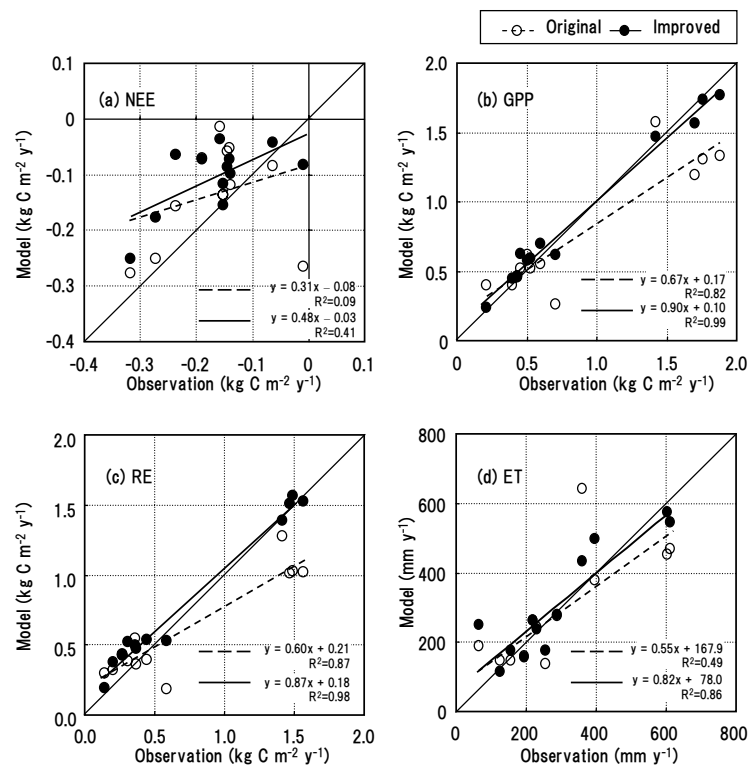 Original Improved
(a) NEE
0.1
0
-0.1
-0.2
-0.3
-0.4
-0.4 -0.3 -0.2 -0.1 0 0.1
Model (kg C m⁻² y⁻¹)
Observation (kg C m⁻² y⁻¹)
y = 0.31x − 0.08
R²=0.09
y = 0.48x − 0.03
R²=0.41
(b) GPP
2.0
1.5
1.0
0.5
0
0 0.5 1.0 1.5 2.0
Model (kg C m⁻² y⁻¹)
Observation (kg C m⁻² y⁻¹)
y = 0.67x + 0.17
R²=0.82
y = 0.90x + 0.10
R²=0.99
(c) RE
2.0
1.5
1.0
0.5
0.0
0.0 0.5 1.0 1.5 2.0
Model (kg C m⁻² y⁻¹)
Observation (kg C m⁻² y⁻¹)
y = 0.60x + 0.21
R²=0.87
y = 0.87x + 0.18
R²=0.98
(d) ET
800
600
400
200
0
0 200 400 600 800
Model (mm y⁻¹)
Observation (mm y⁻¹)
y = 0.55x + 167.9
R²=0.49
y = 0.82x + 78.0
R²=0.86